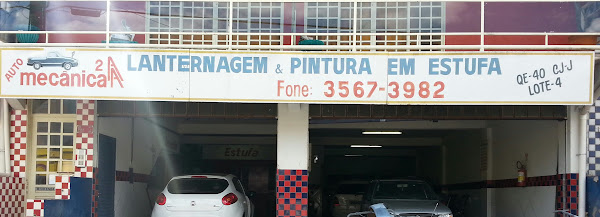 AUTO mecânica 2A
LANTERNAGEM & PINTURA EM ESTUFA
Fone: 3567-3982
QE-40 CJ-J
LOTE-4
Estufa